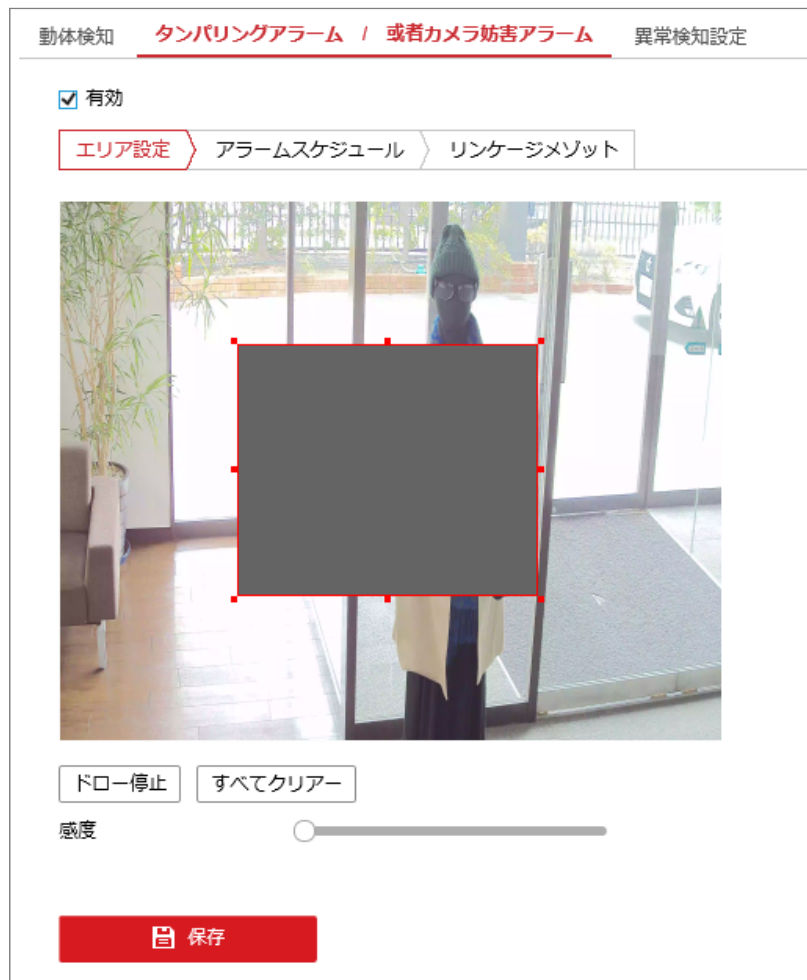 動体検知 タンパリングアラーム / 或者カメラ妨害アラーム 異常検知設定
有効
エリア設定 アラームスケジュール リンケージメゾット
ドロー停止 すべてクリアー
感度
保存